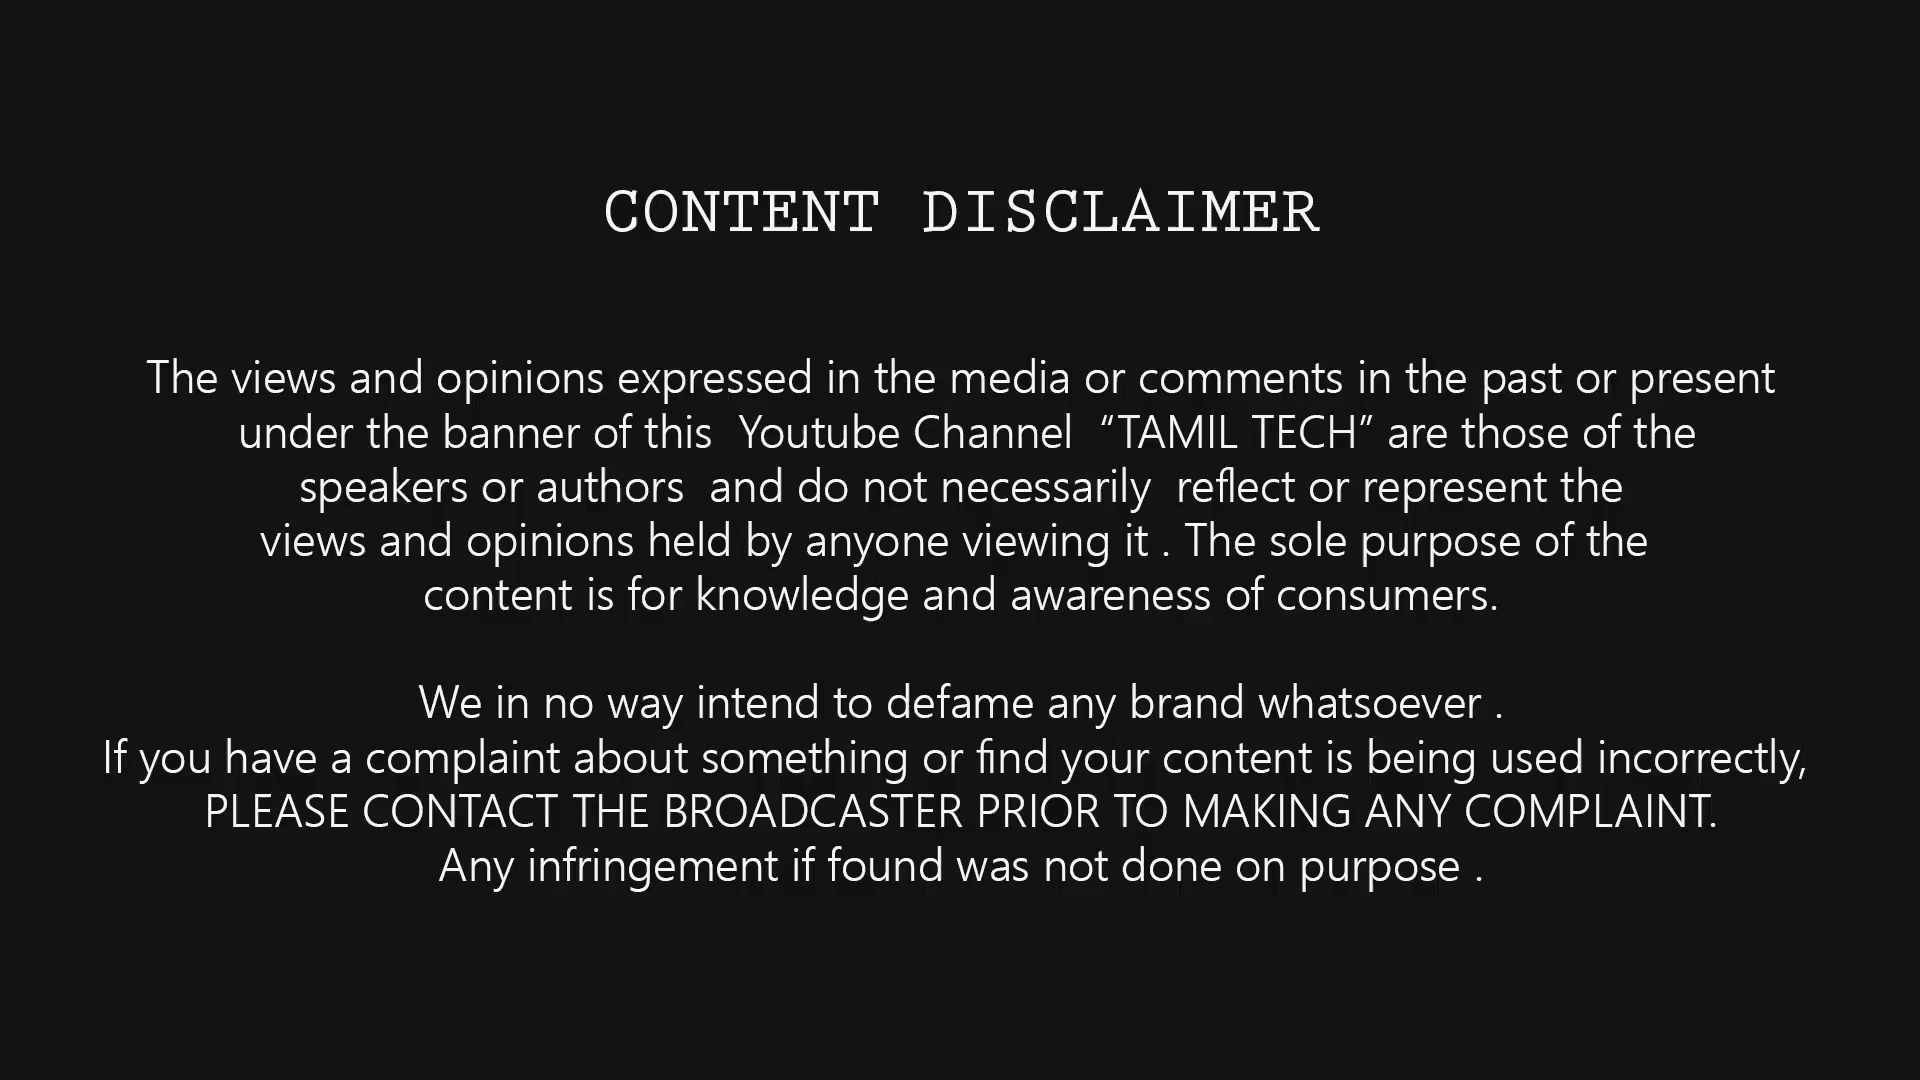 CONTENT DISCLAIMER
The views and opinions expressed in the media or comments in the past or present
under the banner of this  Youtube Channel  “TAMIL TECH” are those of the
speakers or authors  and do not necessarily  reflect or represent the
views and opinions held by anyone viewing it . The sole purpose of the
content is for knowledge and awareness of consumers.
We in no way intend to defame any brand whatsoever .
If you have a complaint about something or find your content is being used incorrectly,
PLEASE CONTACT THE BROADCASTER PRIOR TO MAKING ANY COMPLAINT.
Any infringement if found was not done on purpose .